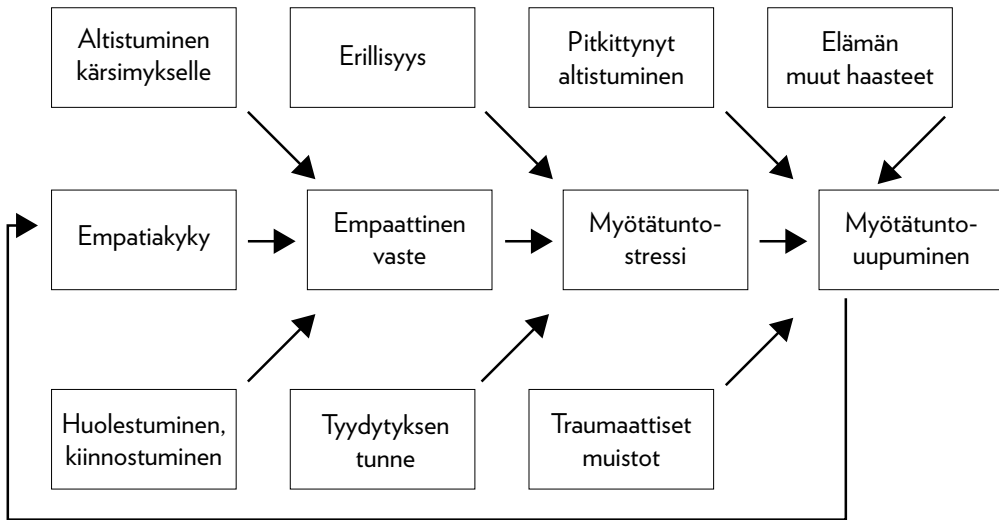 Altistuminen
kärsimykselle
Erillisyys
Pitkittynyt
altistuminen
Elämän
muut haasteet
Empatiakyky
Empaattinen
vaste
Myötätunto-
stressi
Myötätunto-
uupuminen
Huolestuminen,
kiinnostuminen
Tyydytyksen
tunne
Traumaattiset
muistot